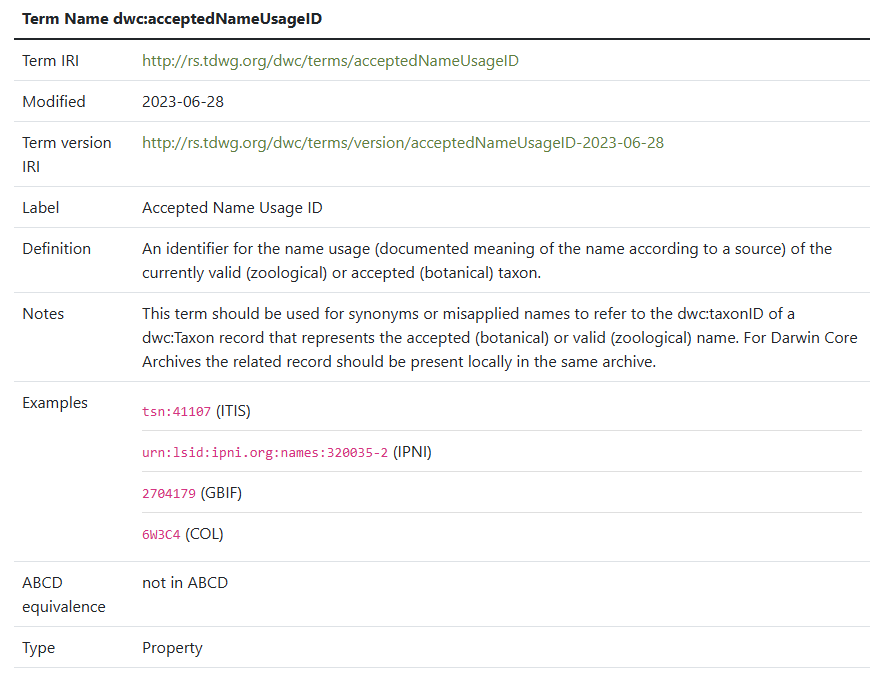 Term Name dwc:acceptedNameUsageID
Term IRI http://rs.tdwg.org/dwc/terms/acceptedNameUsageID
Modified 2023-06-28
Term version http://rs.tdwg.org/dwc/terms/version/acceptedNameUsageID-2023-06-28
IRI
Label Accepted Name Usage ID
Definition An identifier for the name usage (documented meaning of the name according to a source) of the
currently valid (zoological) or accepted (botanical) taxon.
Notes This term should be used for synonyms or misapplied names to refer to the dwc:taxonID of a
dwc:Taxon record that represents the accepted (botanical) or valid (zoological) name. For Darwin Core
Archives the related record should be present locally in the same archive.
Examples
tsn:41107 (ITIS)
urn:lsid:ipni.org:names:320035-2 (IPNI)
2704179 (GBIF)
6W3C4 (COL)
ABCD not in ABCD
equivalence
Type Property